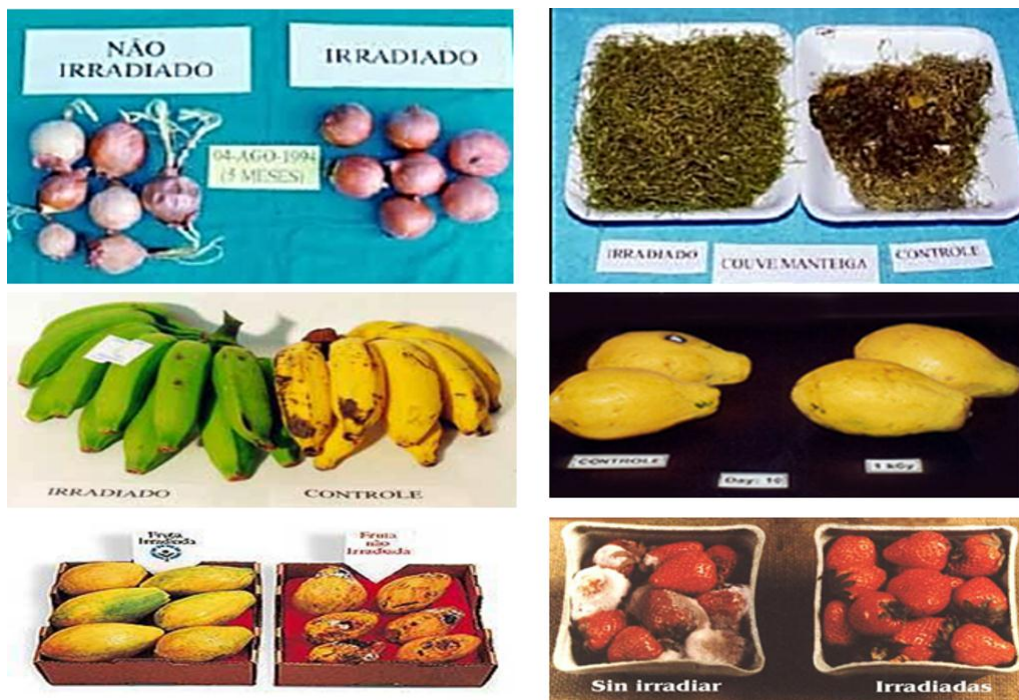 NÃO
IRRADIADO
IRRADIADO
04-AGO-1994
(5 MESES)
IRRADIADO
COUVE MANTEIGA
CONTROLE
IRRADIADO
CONTROLE
CONTROLE
Day: 10
1 kGy
Fruta
Irradiada
Fruta
não
Irradiada
Sin irradiar
Irradiadas